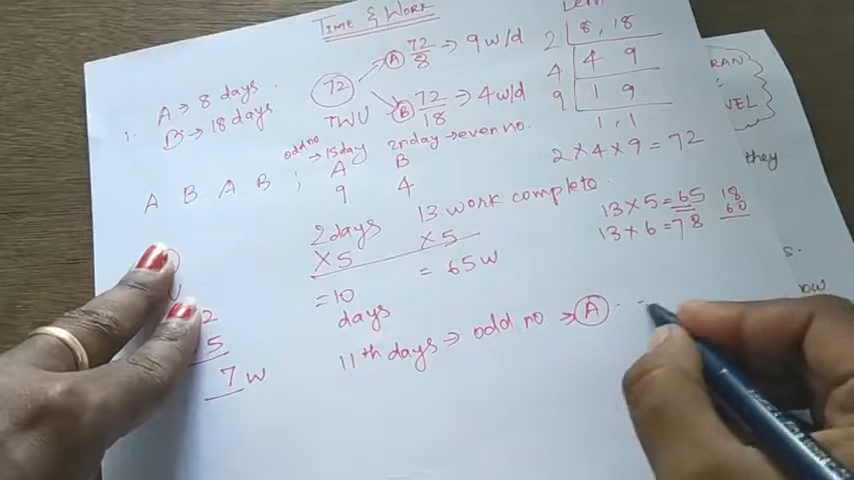 Time & Work
1. A → 8 days.
B → 18 days.
72
TWU
A 72/8 → 9 w/d
B 72/18 → 4 w/d
2 8, 18
4 4 9
9 1 9
1, 1
2 × 4 × 9 = 72
odd no → 1st day 2nd day → even no.
A B A B ; A B
9 4
2 days 13 work complete
× 5 × 5
= 10 days = 65 w
13 × 5 = 65
13 × 6 = 78
18
60
11th days ⇒ odd no ⇒ A
2
5
7 w
RAN
VEL
they
s.
ow